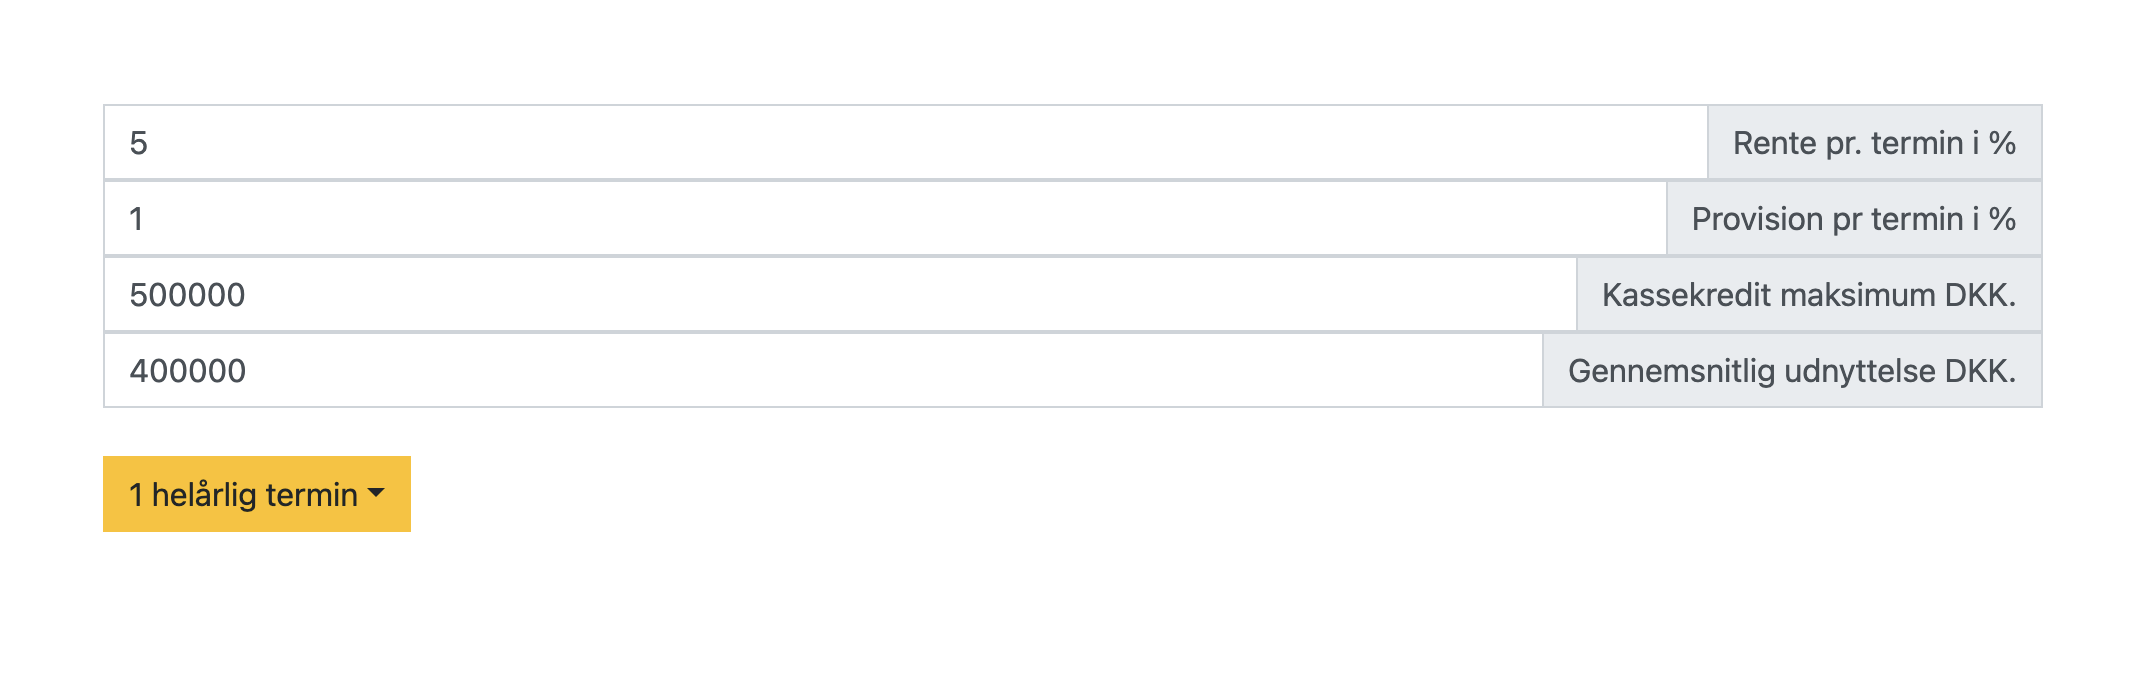 5 Rente pr. termin i %
1 Provision pr termin i %
500000 Kassekredit maksimum DKK.
400000 Gennemsnitlig udnyttelse DKK.
1 helårlig termin